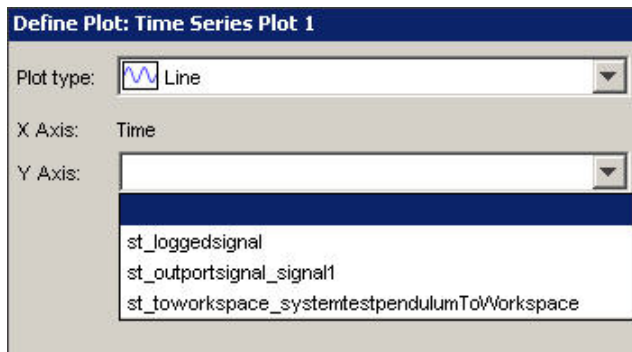 Define Plot: Time Series Plot 1
Plot type: Line
X Axis: Time
Y Axis:
st_loggedsignal
st_outportsignal_signal1
st_toworkspace_systemtestpendulumToWorkspace